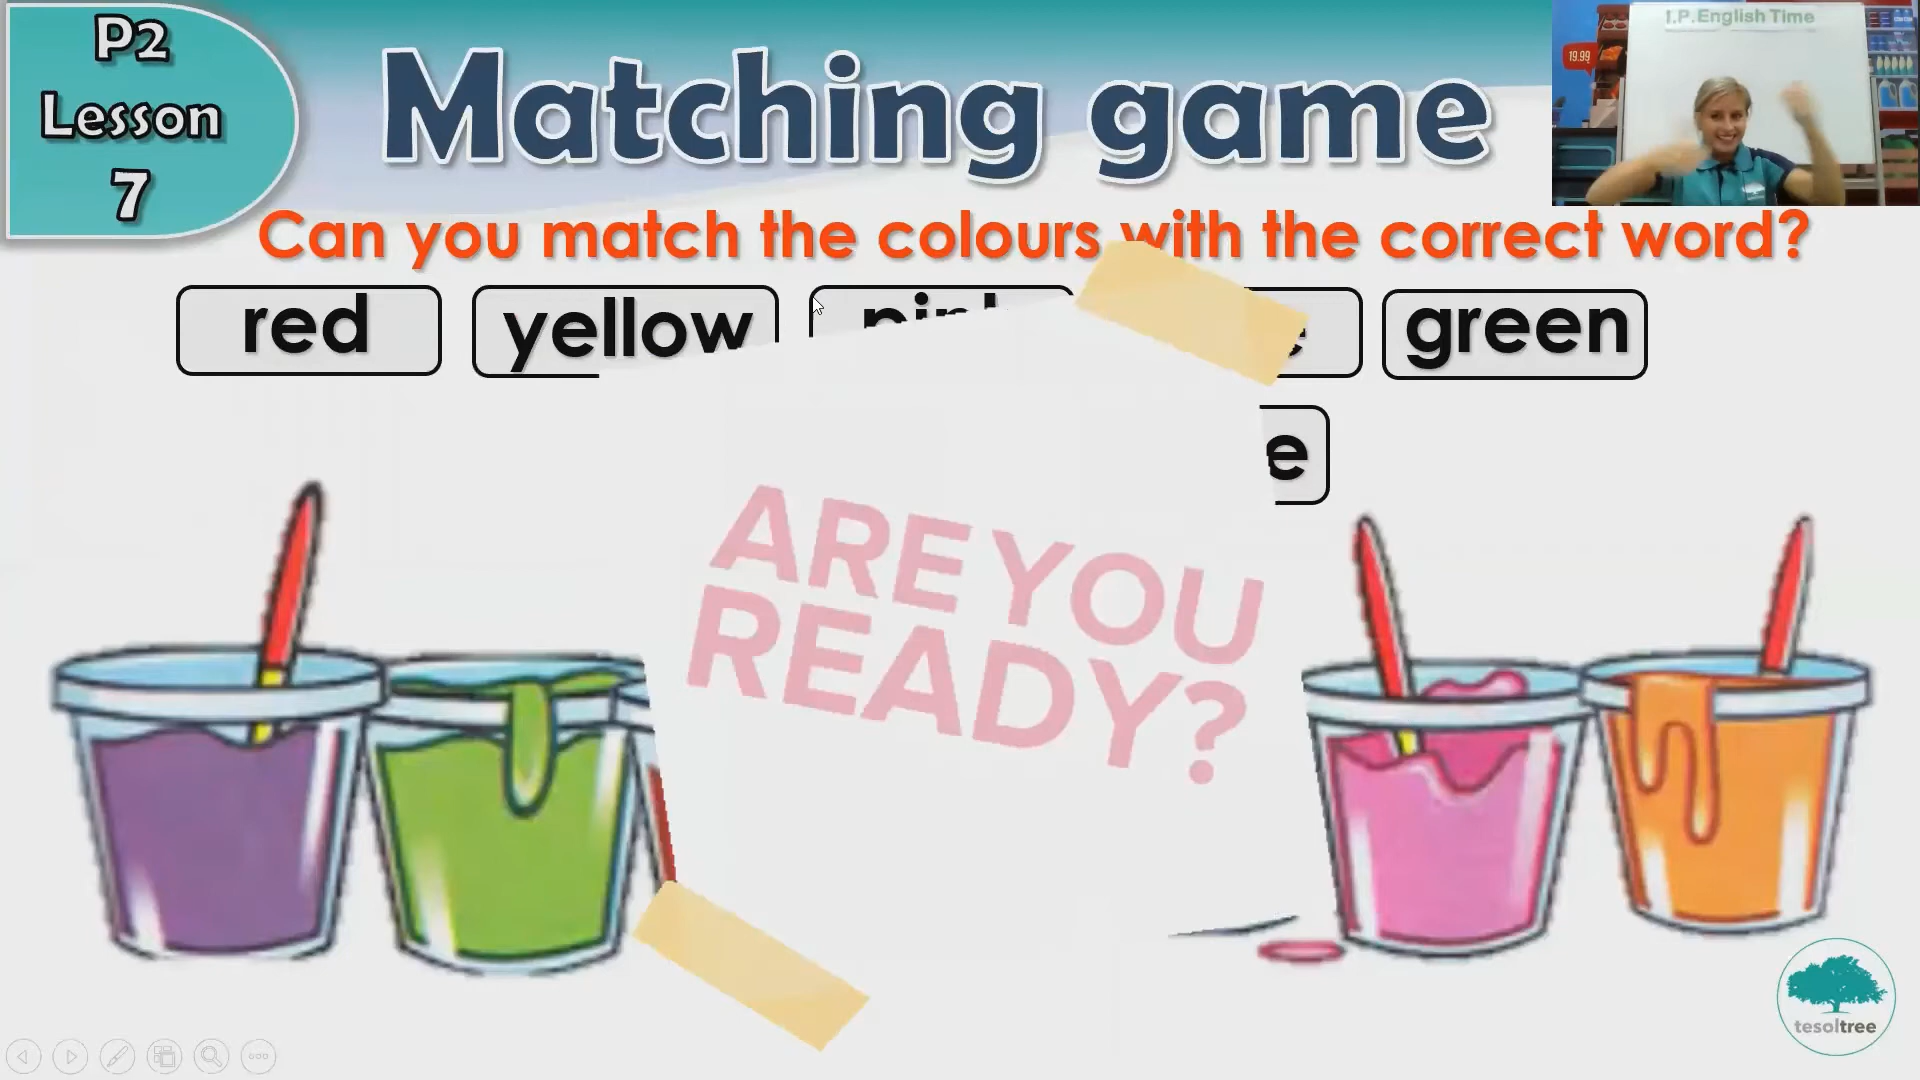 P2
Lesson
7
Matching game
I.P. English Time
19.99
Can you match the colours with the correct word?
red yellow green
ARE YOU
READY?
tesoltree